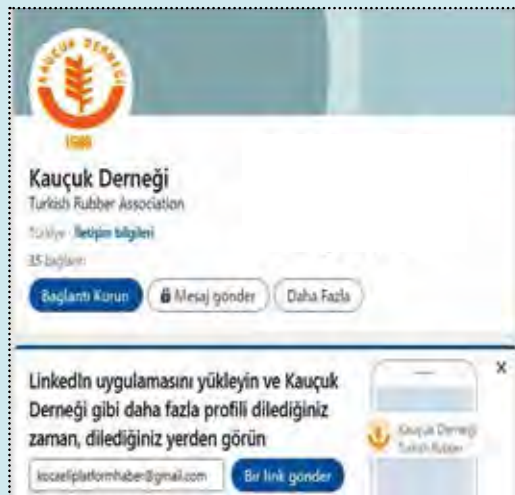 KAUÇUK DERNEĞİ
Kauçuk Derneği
Turkish Rubber Association
Türkiye İletişim bilgileri
35 bağlantı
Bağlantı Kurun
Mesaj gönder
Daha Fazla
LinkedIn uygulamasını yükleyin ve Kauçuk
Derneği gibi daha fazla profili dilediğiniz
zaman, dilediğiniz yerden görün
X
Kauçuk Derneği
Turkish Rubber
kocaeliplatformhaber@gmail.com
Bir link gönder